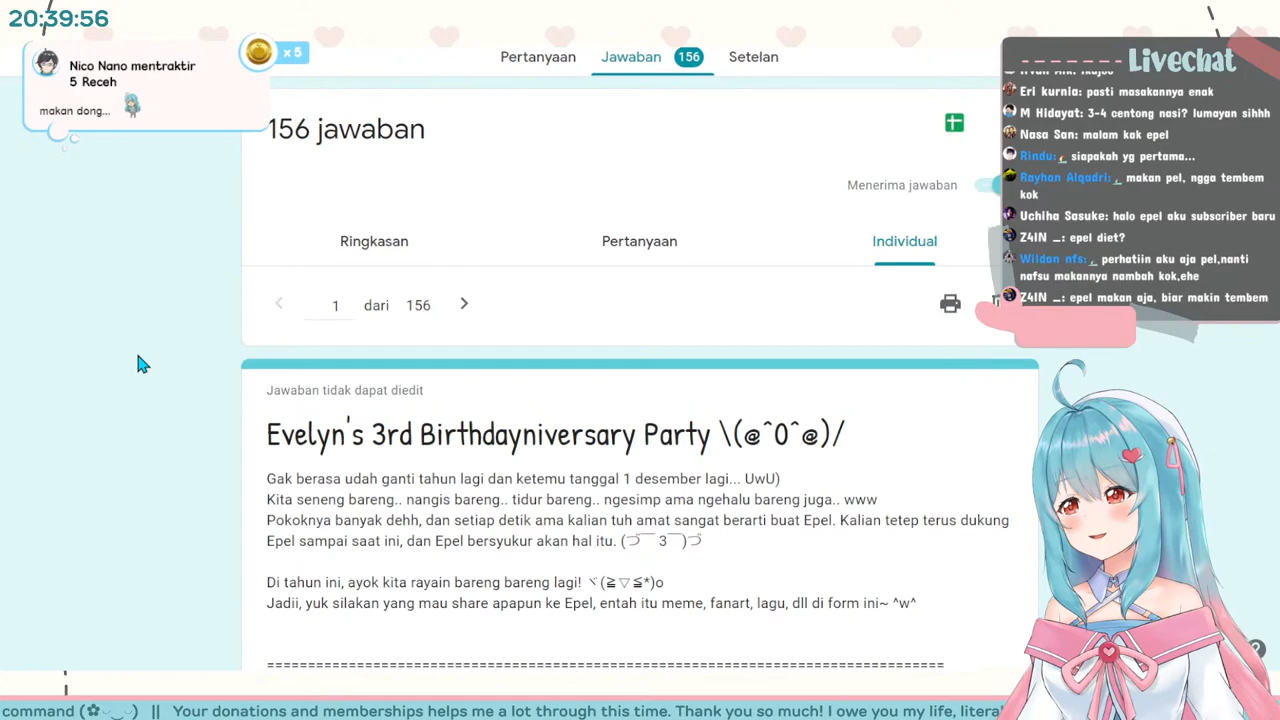 20:39:56
Nico Nano mentraktir
5 Receh
makan dong...
x 5
Pertanyaan
Jawaban 156
Setelan
156 jawaban
Menerima jawaban
Ringkasan
Pertanyaan
Individual
1 dari 156
Jawaban tidak dapat diedit
Evelyn's 3rd Birthdayniversary Party \(@^0^@)/
Gak berasa udah ganti tahun lagi dan ketemu tanggal 1 desember lagi... UwU)
Kita seneng bareng.. nangis bareng.. tidur bareng.. ngesimp ama ngehalu bareng juga.. www
Pokoknya banyak dehh, dan setiap detik ama kalian tuh amat sangat berarti buat Epel. Kalian tetep terus dukung
Epel sampai saat ini, dan Epel bersyukur akan hal itu. (づ￣ 3￣)づ
Di tahun ini, ayok kita rayain bareng bareng lagi! ヾ(≧▽≦*)o
Jadii, yuk silakan yang mau share apapun ke Epel, entah itu meme, fanart, lagu, dll di form ini~ ^w^
==================================================================================
Livechat
Eri kurnia: pasti masakannya enak
M Hidayat: 3-4 centong nasi? lumayan sihhh
Nasa San: malam kak epel
Rindu: siapakah yg pertama...
Rayhan Alqadri: makan pel, ngga tembem
kok
Uchiha Sasuke: halo epel aku subscriber baru
Z4IN _: epel diet?
Wildan nfs: perhatiin aku aja pel,nanti
nafsu makannya nambah kok,ehe
Z4IN _: epel makan aja, biar makin tembem
command (✿◡‿◡) || Your donations and memberships helps me a lot through this time. Thank you so much! I owe you my life, litera